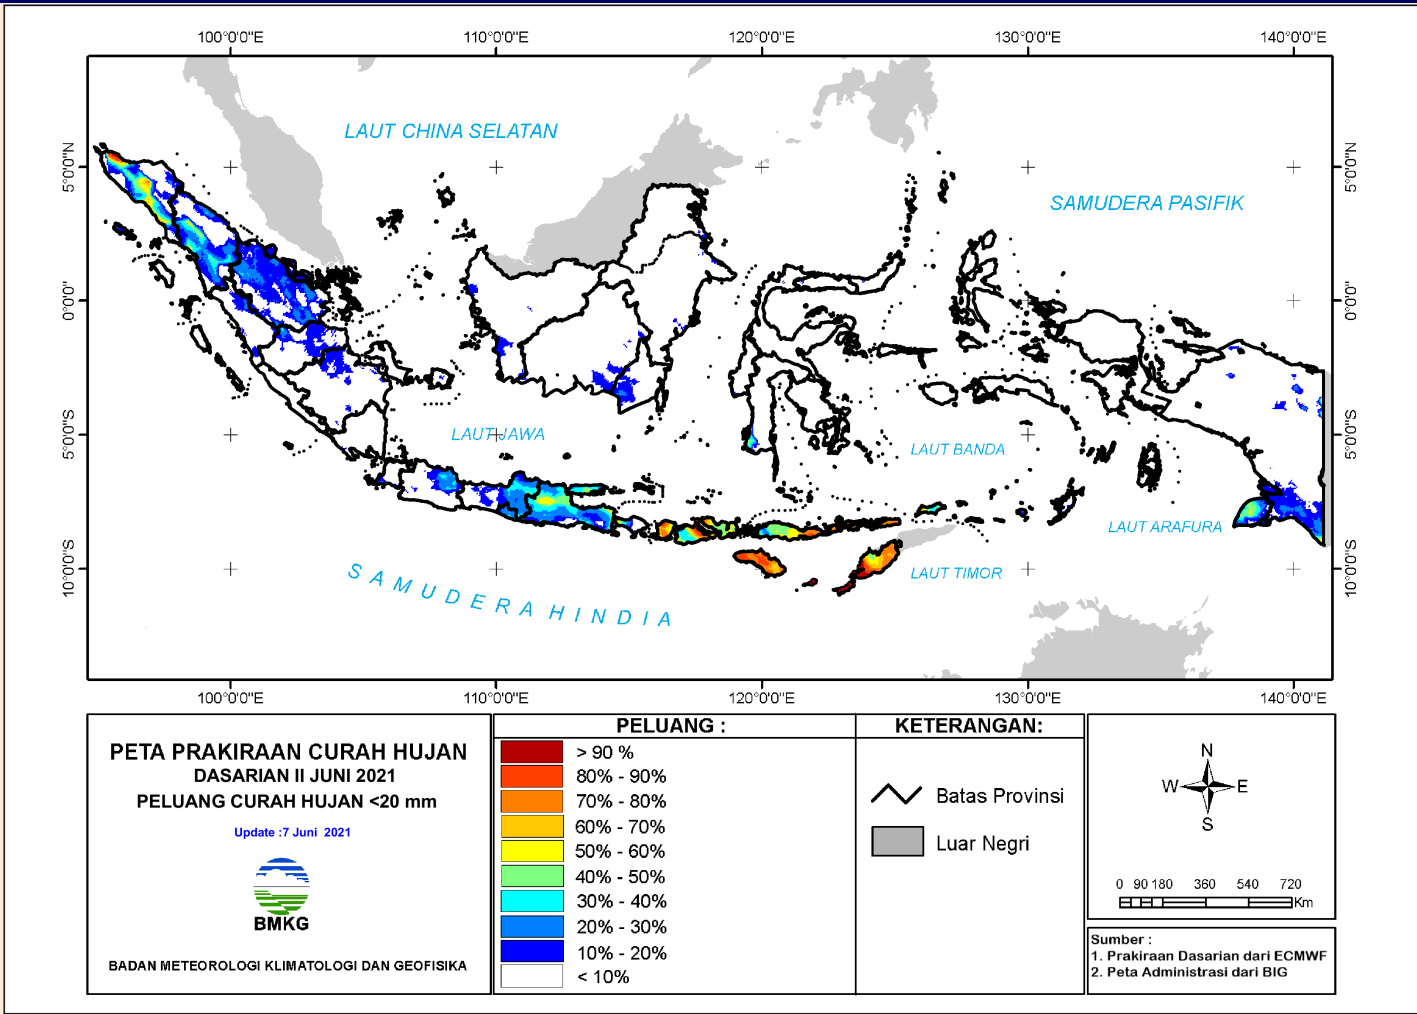 100°0'0"E
110°0'0"E
120°0'0"E
130°0'0"E
140°0'0"E
5°0'0"N
0°0'0"
5°0'0"S
10°0'0"S
5°0'0"N
0°0'0"
5°0'0"S
10°0'0"S
LAUT CHINA SELATAN
SAMUDERA PASIFIK
LAUT JAWA
LAUT BANDA
LAUT ARAFURA
LAUT TIMOR
SAMUDERA HINDIA
100°0'0"E
110°0'0"E
120°0'0"E
130°0'0"E
140°0'0"E
PETA PRAKIRAAN CURAH HUJAN
DASARIAN II JUNI 2021
PELUANG CURAH HUJAN <20 mm
Update :7 Juni 2021
BMKG
BADAN METEOROLOGI KLIMATOLOGI DAN GEOFISIKA
PELUANG :
> 90 %
80% - 90%
70% - 80%
60% - 70%
50% - 60%
40% - 50%
30% - 40%
20% - 30%
10% - 20%
< 10%
KETERANGAN:
Batas Provinsi
Luar Negri
N
W
E
S
0 90 180 360 540 720
Km
Sumber :
1. Prakiraan Dasarian dari ECMWF
2. Peta Administrasi dari BIG